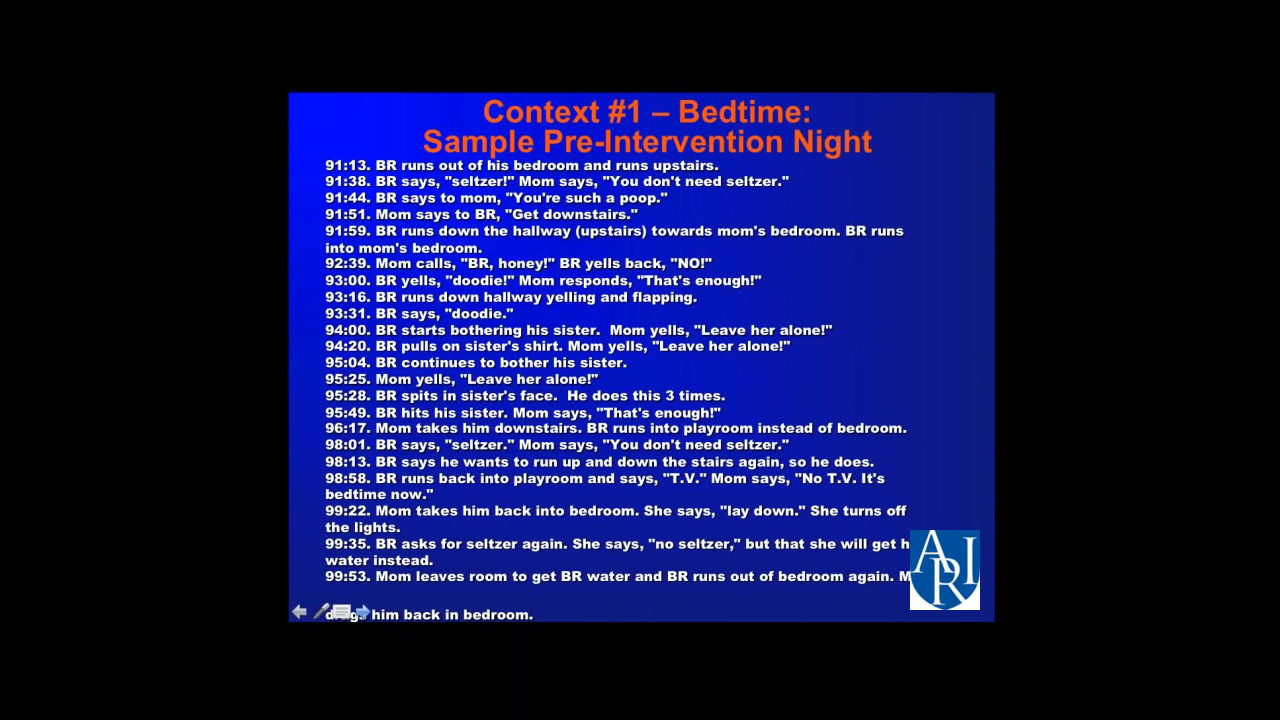 Context #1 – Bedtime:
Sample Pre-Intervention Night
91:13. BR runs out of his bedroom and runs upstairs.
91:38. BR says, "seltzer!" Mom says, "You don't need seltzer."
91:44. BR says to mom, "You're such a poop."
91:51. Mom says to BR, "Get downstairs."
91:59. BR runs down the hallway (upstairs) towards mom's bedroom. BR runs
into mom's bedroom.
92:39. Mom calls, "BR, honey!" BR yells back, "NO!"
93:00. BR yells, "doodie!" Mom responds, "That's enough!"
93:16. BR runs down hallway yelling and flapping.
93:31. BR says, "doodie."
94:00. BR starts bothering his sister.  Mom yells, "Leave her alone!"
94:20. BR pulls on sister's shirt. Mom yells, "Leave her alone!"
95:04. BR continues to bother his sister.
95:25. Mom yells, "Leave her alone!"
95:28. BR spits in sister's face.  He does this 3 times.
95:49. BR hits his sister. Mom says, "That's enough!"
96:17. Mom takes him downstairs. BR runs into playroom instead of bedroom.
98:01. BR says, "seltzer." Mom says, "You don't need seltzer."
98:13. BR says he wants to run up and down the stairs again, so he does.
98:58. BR runs back into playroom and says, "T.V." Mom says, "No T.V. It's
bedtime now."
99:22. Mom takes him back into bedroom. She says, "lay down." She turns off
the lights.
99:35. BR asks for seltzer again. She says, "no seltzer," but that she will get
water instead.
99:53. Mom leaves room to get BR water and BR runs out of bedroom again.
him back in bedroom.
ARI